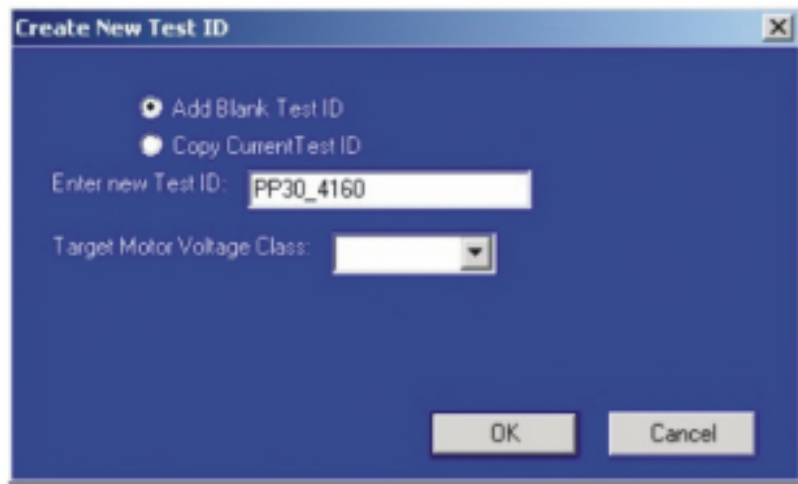 Create New Test ID
Add Blank Test ID
Copy CurrentTest ID
Enter new Test ID: PP30_4160
Target Motor Voltage Class:
OK Cancel